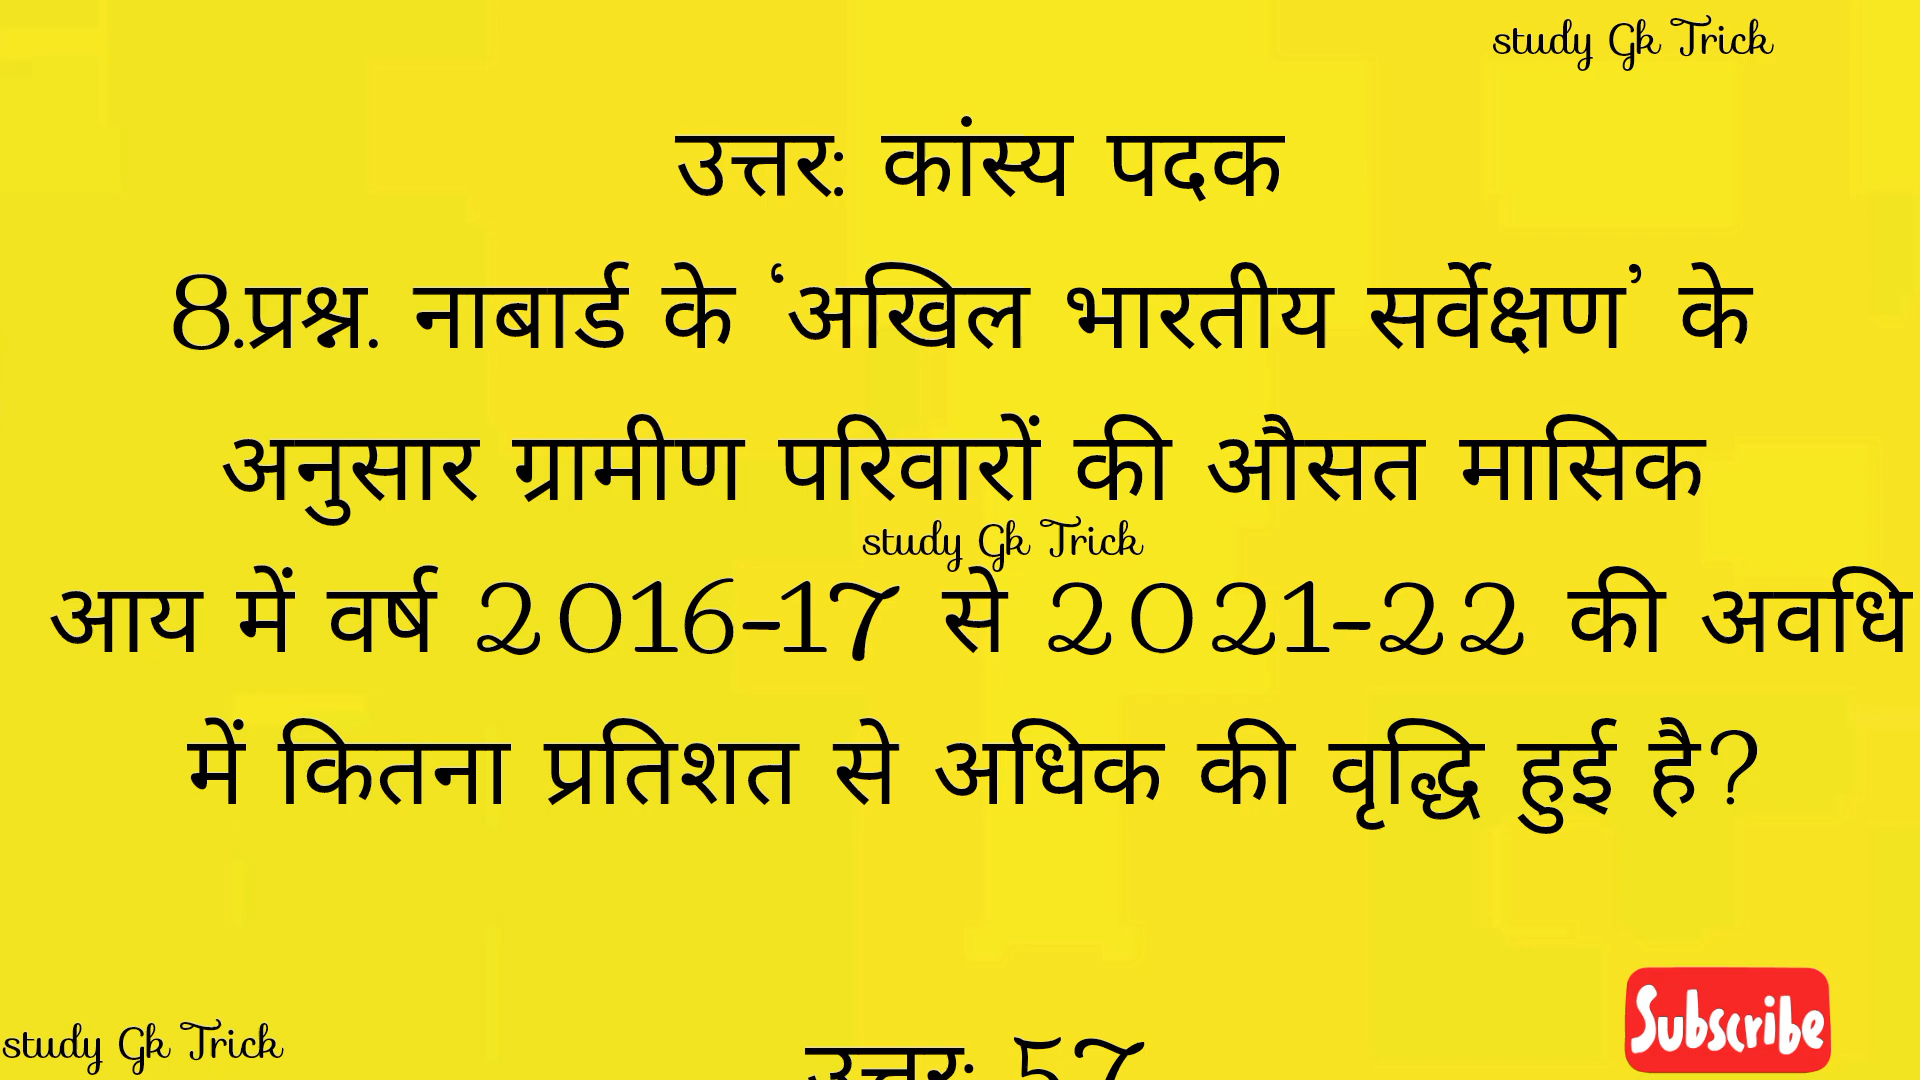 study Gk Trick
उत्तर: कांस्य पदक
8.प्रश्न. नाबार्ड के ‘अखिल भारतीय सर्वेक्षण’ के
अनुसार ग्रामीण परिवारों की औसत मासिक
study Gk Trick
आय में वर्ष 2016-17 से 2021-22 की अवधि
में कितना प्रतिशत से अधिक की वृद्धि हुई है?
Subscribe
study Gk Trick
उत्तर: 57